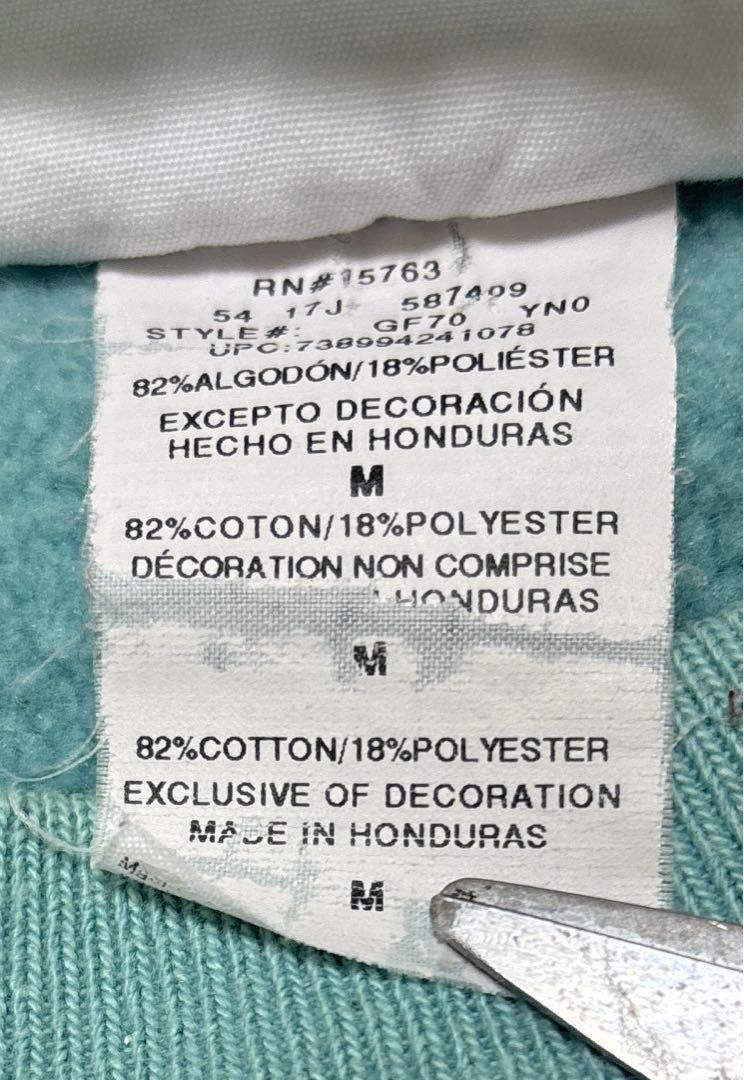 RN#15763
54 17J 587409
STYLE#: GF70 YN0
UPC:738994241078
82%ALGODÓN/18%POLIÉSTER
EXCEPTO DECORACIÓN
HECHO EN HONDURAS
M
82%COTON/18%POLYESTER
DÉCORATION NON COMPRISE
HONDURAS
M
82%COTTON/18%POLYESTER
EXCLUSIVE OF DECORATION
MADE IN HONDURAS
M